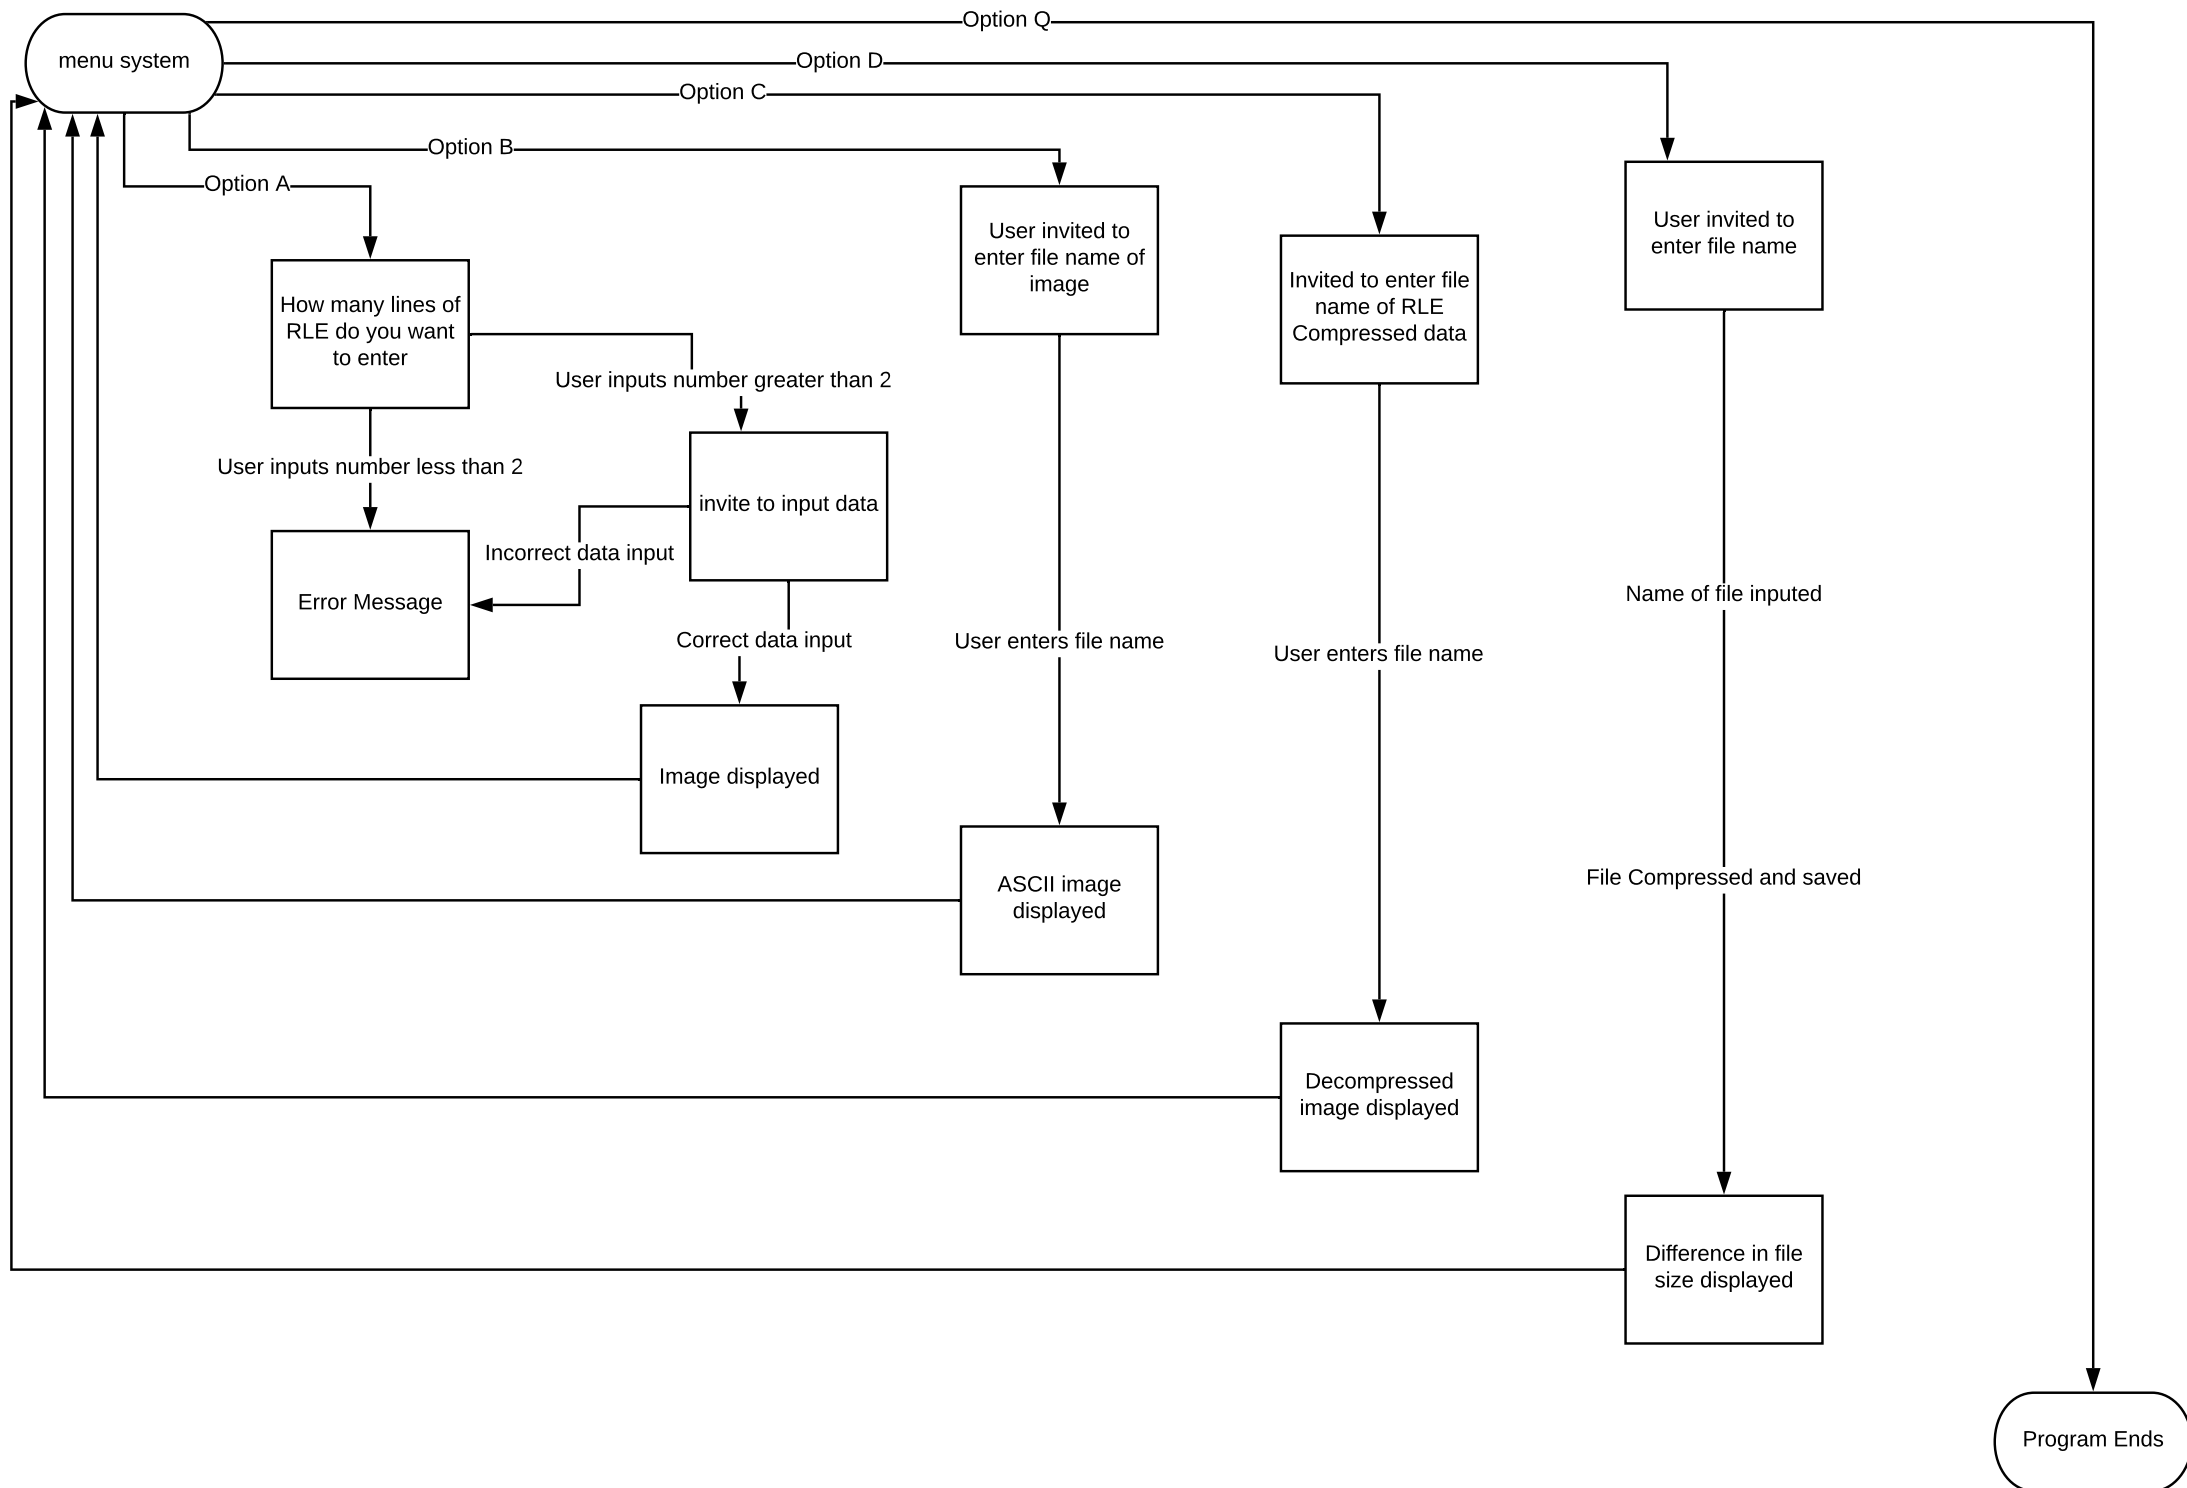 Option Q
menu system
Option D
Option C
Option B
Option A
User invited to
enter file name of
image
Invited to enter file
name of RLE
Compressed data
User invited to
enter file name
How many lines of
RLE do you want
to enter
User inputs number greater than 2
User inputs number less than 2
invite to input data
Incorrect data input
Error Message
Correct data input
User enters file name
User enters file name
Name of file inputed
Image displayed
ASCII image
displayed
File Compressed and saved
Decompressed
image displayed
Difference in file
size displayed
Program Ends